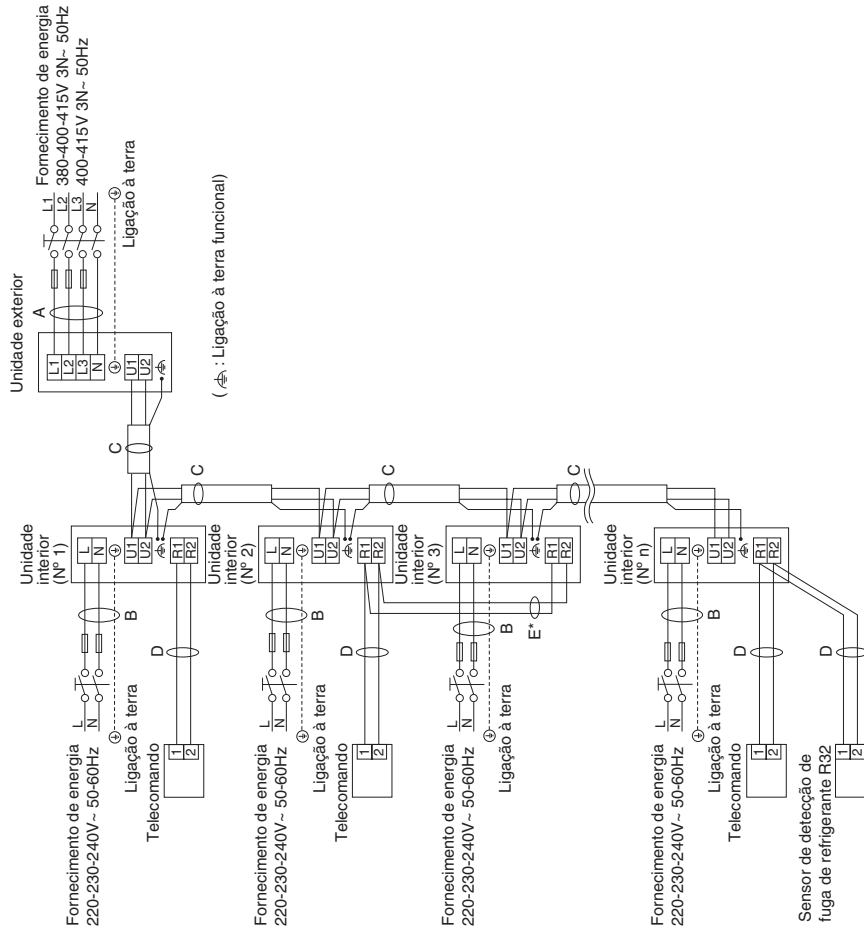 Unidade exterior
A
L1
L2
L3
N
L1
L2
L3
N
Fornecimento de energia
380-400-415V 3N~ 50Hz
400-415V 3N~ 50Hz
Ligação à terra
U1
U2
( : Ligação à terra funcional)
C
Unidade
interior
(Nº 1)
L
N
U1
U2
R1
R2
B
L
N
Fornecimento de energia
220-230-240V ~ 50-60Hz
Ligação à terra
D
Telecomando
1
2
C
Unidade
interior
(Nº 2)
L
N
U1
U2
R1
R2
B
L
N
Fornecimento de energia
220-230-240V ~ 50-60Hz
Ligação à terra
D
Telecomando
1
2
C
Unidade
interior
(Nº 3)
L
N
U1
U2
R1
R2
B
E*
L
N
Fornecimento de energia
220-230-240V ~ 50-60Hz
Ligação à terra
C
Unidade
interior
(Nº n)
L
N
U1
U2
R1
R2
B
L
N
Fornecimento de energia
220-230-240V ~ 50-60Hz
Ligação à terra
D
Telecomando
1
2
D
Sensor de detecção de
fuga de refrigerante R32
1
2